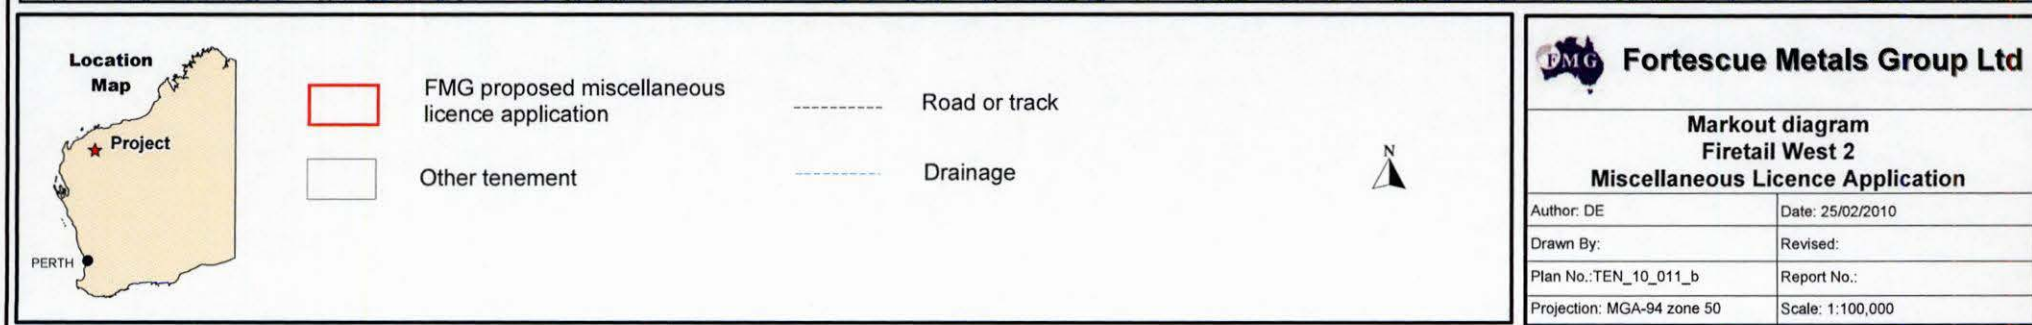 Location
Map
Project
PERTH
FMG proposed miscellaneous
licence application
Other tenement
Road or track
Drainage
N
FMG
Fortescue Metals Group Ltd
Markout diagram
Firetail West 2
Miscellaneous Licence Application
Author: DE
Date: 25/02/2010
Drawn By:
Revised:
Plan No.:TEN_10_011_b
Report No.:
Projection: MGA-94 zone 50
Scale: 1:100,000